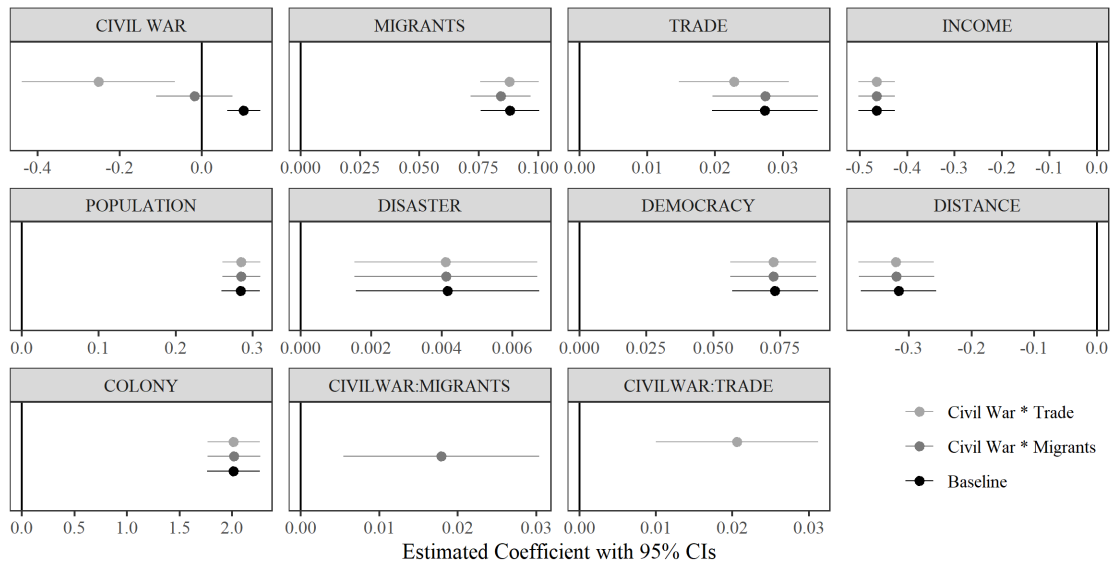 CIVIL WAR MIGRANTS TRADE INCOME
-0.4 -0.2 0.0 0.000 0.025 0.050 0.075 0.100 0.00 0.01 0.02 0.03 -0.5 -0.4 -0.3 -0.2 -0.1 0.0
POPULATION DISASTER DEMOCRACY DISTANCE
0.0 0.1 0.2 0.3 0.000 0.002 0.004 0.006 0.000 0.025 0.050 0.075 -0.3 -0.2 -0.1 0.0
COLONY CIVILWAR:MIGRANTS CIVILWAR:TRADE
Civil War * Trade
Civil War * Migrants
Baseline
0.0 0.5 1.0 1.5 2.0 0.00 0.01 0.02 0.03 0.00 0.01 0.02 0.03
Estimated Coefficient with 95% CIs